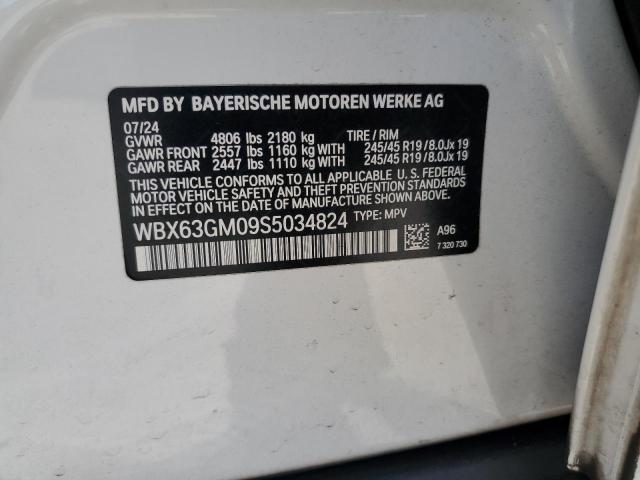 MFD BY BAYERISCHE MOTOREN WERKE AG
07/24
GVWR 4806 lbs 2180 kg TIRE / RIM
GAWR FRONT 2557 lbs 1160 kg WITH 245/45 R19 / 8.0Jx 19
GAWR REAR 2447 lbs 1110 kg WITH 245/45 R19 / 8.0Jx 19
THIS VEHICLE CONFORMS TO ALL APPLICABLE U. S. FEDERAL
MOTOR VEHICLE SAFETY, BUMPER, AND THEFT PREVENTION
STANDARDS IN EFFECT ON THE DATE OF MANUFACTURE SHOWN ABOVE.
WBX63GM09S5034824 TYPE: MPV
A96
7 320 730